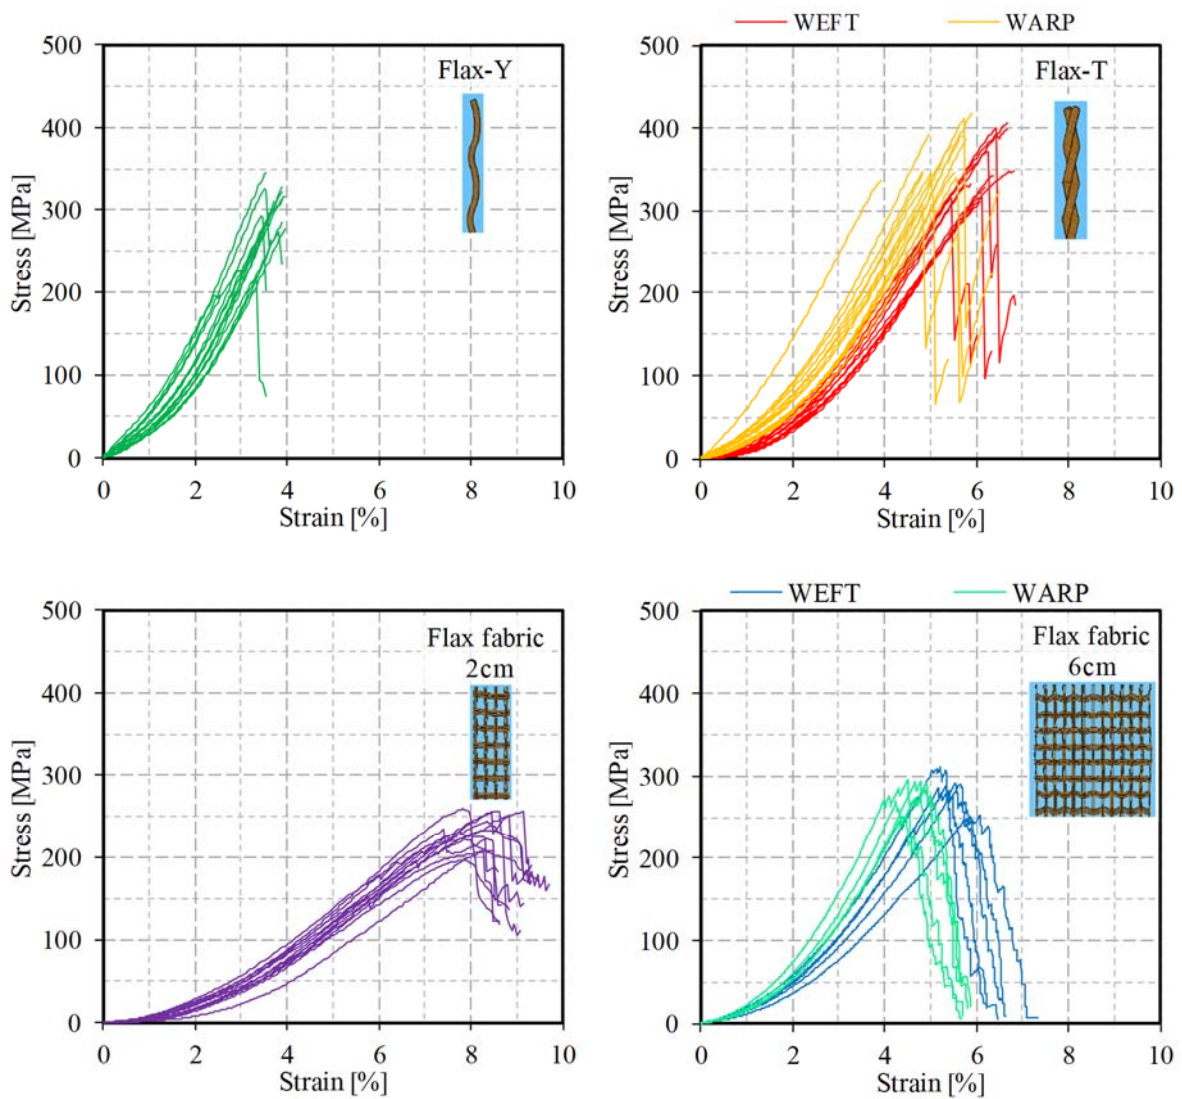 WEFT WARP
500
400
300
200
100
0
Stress [MPa]
Flax-Y
0 2 4 6 8 10
Strain [%]
500
400
300
200
100
0
Stress [MPa]
Flax-T
0 2 4 6 8 10
Strain [%]
500
400
300
200
100
0
Stress [MPa]
Flax fabric
2cm
0 2 4 6 8 10
Strain [%]
WEFT WARP
500
400
300
200
100
0
Stress [MPa]
Flax fabric
6cm
0 2 4 6 8 10
Strain [%]